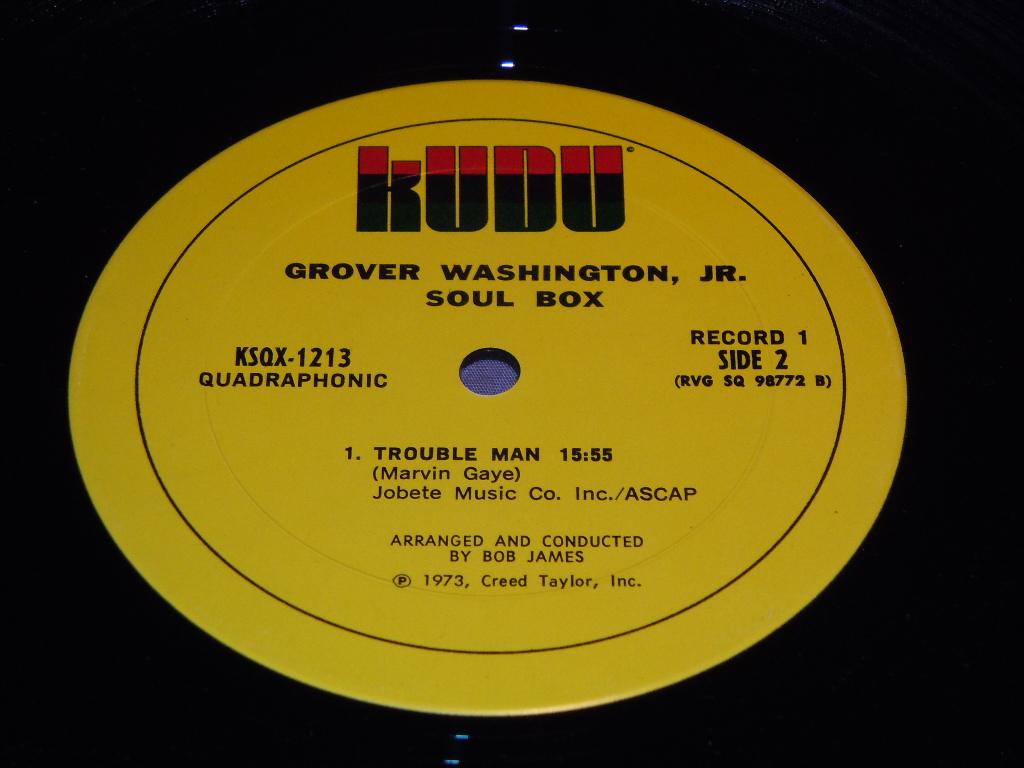 KUDU
GROVER WASHINGTON, JR.
SOUL BOX
KSQX-1213
QUADRAPHONIC
RECORD 1
SIDE 2
(RVG SQ 98772 B)
1. TROUBLE MAN 15:55
(Marvin Gaye)
Jobete Music Co. Inc./ASCAP
ARRANGED AND CONDUCTED
BY BOB JAMES
℗ 1973, Creed Taylor, Inc.